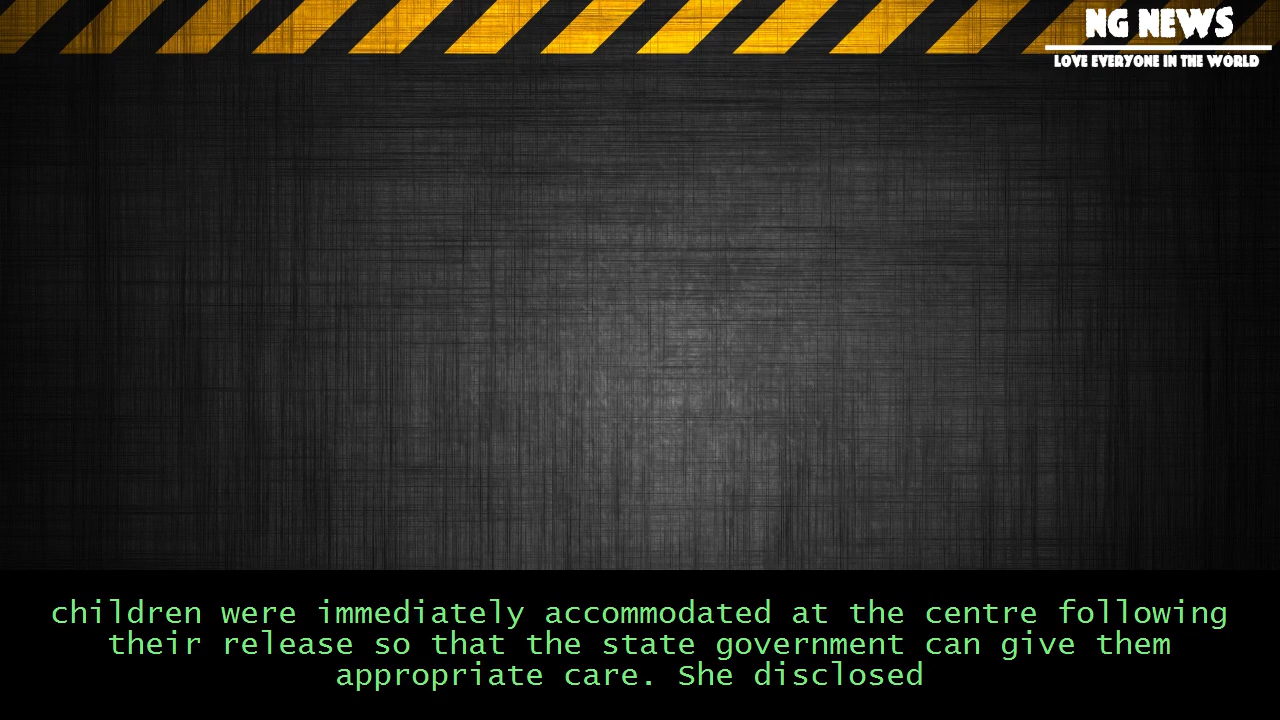 NG NEWS
LOVE EVERYONE IN THE WORLD
children were immediately accommodated at the centre following
their release so that the state government can give them
appropriate care. She disclosed